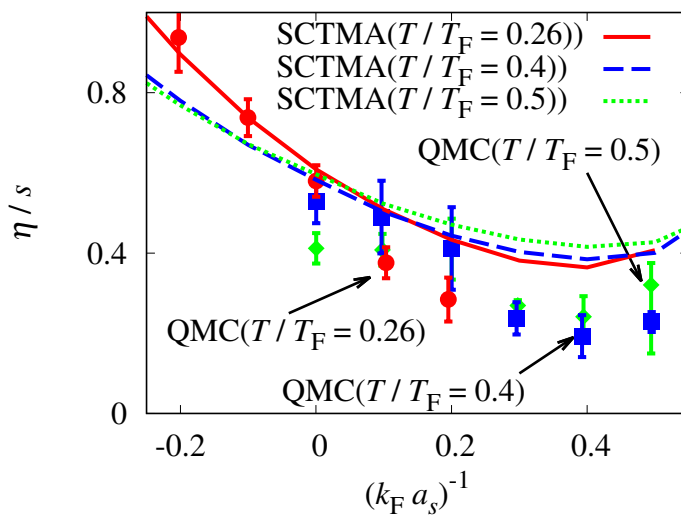 SCTMA(T / T_F = 0.26))
SCTMA(T / T_F = 0.4))
SCTMA(T / T_F = 0.5))
QMC(T / T_F = 0.5)
0.8
η / s
0.4
QMC(T / T_F = 0.26)
QMC(T / T_F = 0.4)
0
-0.2 0 0.2 0.4
(k_F a_s)^-1